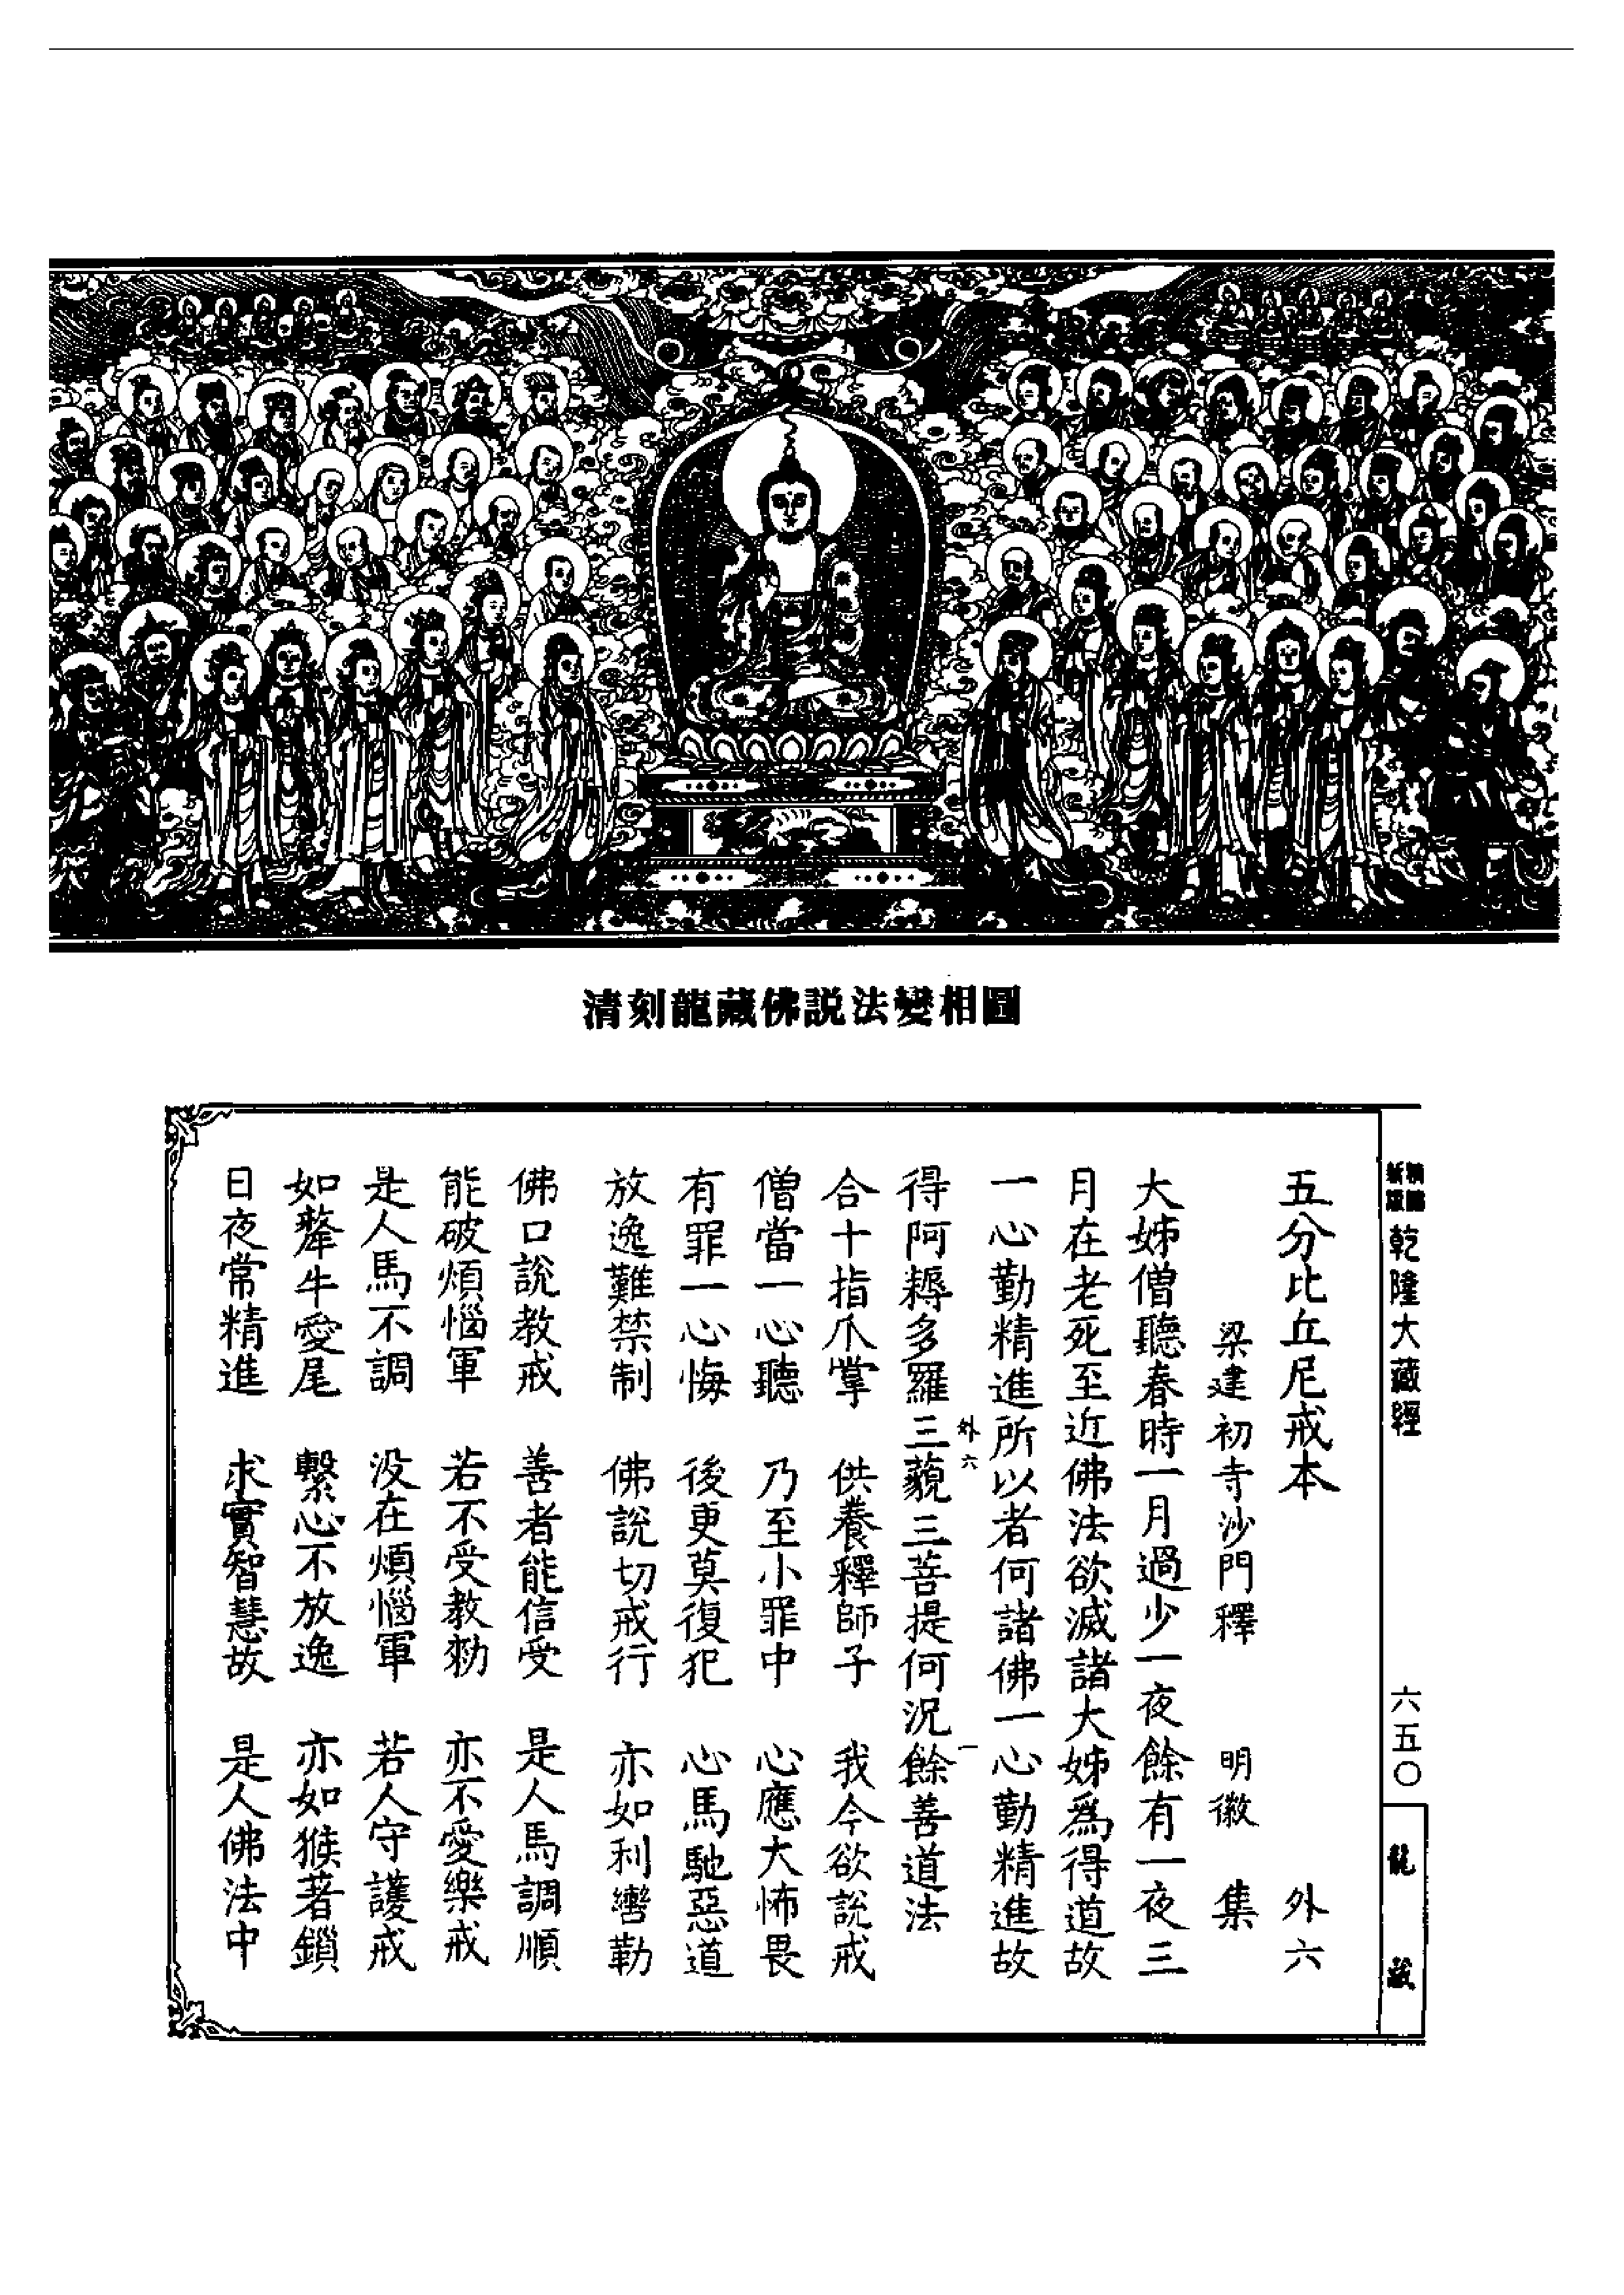 清刻龍藏佛説法變相圖
乾隆大藏經
六五〇
龍藏
五分比丘尼戒本 外六
梁建初寺沙門釋 明徽 集
大姊僧聽春時一月過少一夜餘有一夜三
月在老死至近佛法欲滅諸大姊爲得道故
一心勤精進所以者何諸佛一心勤精進故
外六 一
得阿耨多羅三藐三菩提何況餘善道法
合十指爪掌 供養釋師子 我今欲説戒
僧當一心聽 乃至小罪中 心應大怖畏
有罪一心悔 後更莫復犯 心馬馳惡道
放逸難禁制 佛説切戒行 亦如利轡勒
佛口説教戒 善者能信受 是人馬調順
能破煩惱軍 若不受教勑 亦不愛樂戒
是人馬不調 没在煩惱軍 若人守護戒
如犛牛愛尾 繫心不放逸 亦如猴著鎖
日夜常精進 求實智慧故 是人佛法中